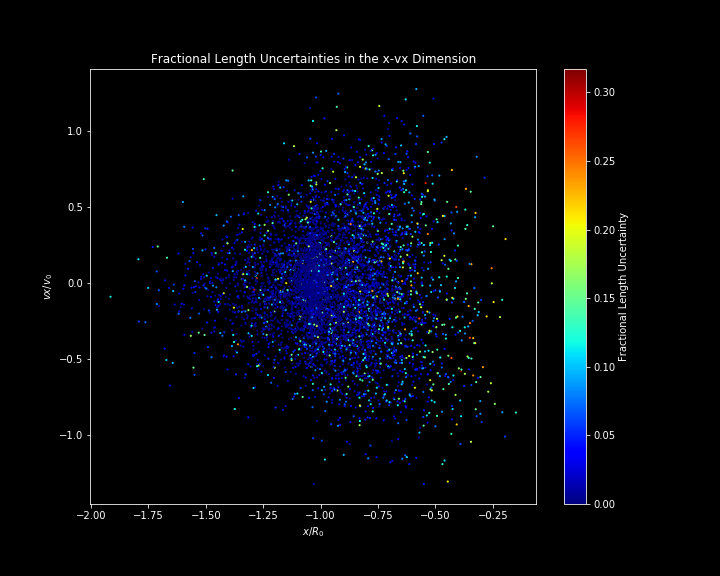 Fractional Length Uncertainties in the x-vx Dimension
1.0
0.5
0.0
−0.5
−1.0
vx/v₀
−2.00 −1.75 −1.50 −1.25 −1.00 −0.75 −0.50 −0.25
x/R₀
0.30
0.25
0.20
0.15
0.10
0.05
0.00
Fractional Length Uncertainty